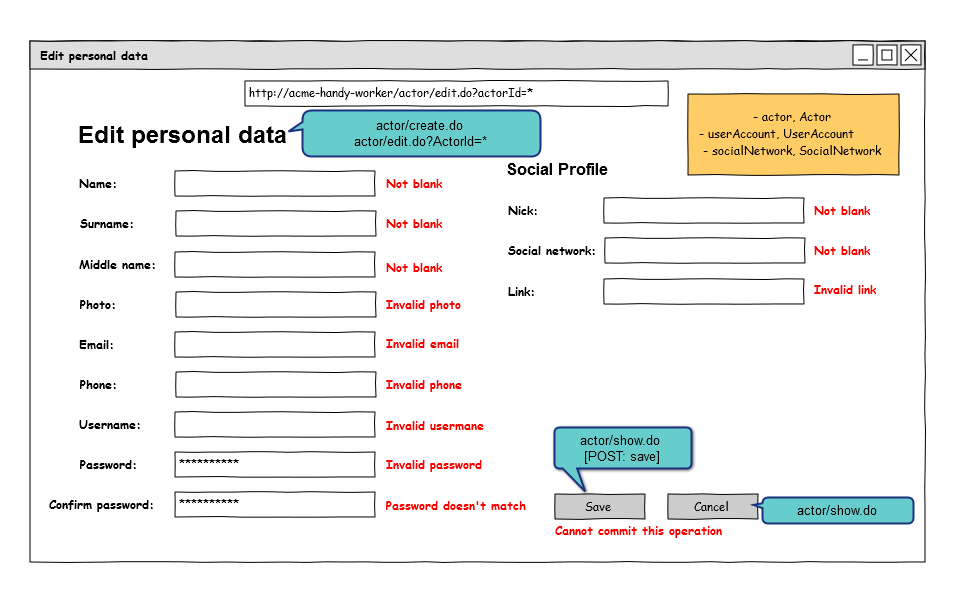 Edit personal data
http://acme-handy-worker/actor/edit.do?actorId=*
- actor, Actor
- userAccount, UserAccount
- socialNetwork, SocialNetwork
Edit personal data
actor/create.do
actor/edit.do?ActorId=*
Name:
Not blank
Surname:
Not blank
Middle name:
Not blank
Photo:
Invalid photo
Email:
Invalid email
Phone:
Invalid phone
Username:
Invalid usermane
Password:
**********
Invalid password
Confirm password:
**********
Password doesn't match
Social Profile
Nick:
Not blank
Social network:
Not blank
Link:
Invalid link
actor/show.do
[POST: save]
Save
Cancel
actor/show.do
Cannot commit this operation